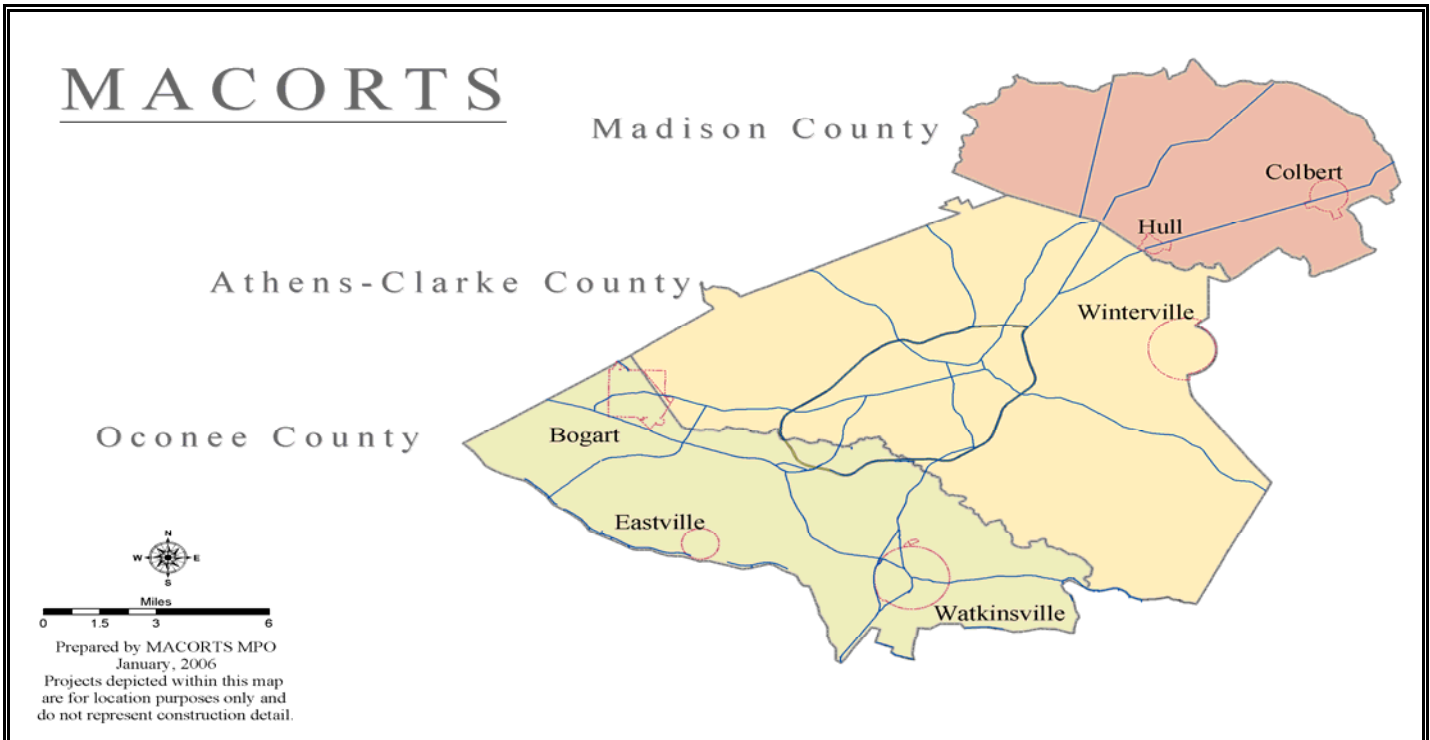 MACORTS
Madison County
Colbert
Hull
Athens-Clarke County
Winterville
Oconee County
Bogart
Eastville
Watkinsville
N
W E
S
Miles
0 1.5 3 6
Prepared by MACORTS MPO
January, 2006
Projects depicted within this map
are for location purposes only and
do not represent construction detail.